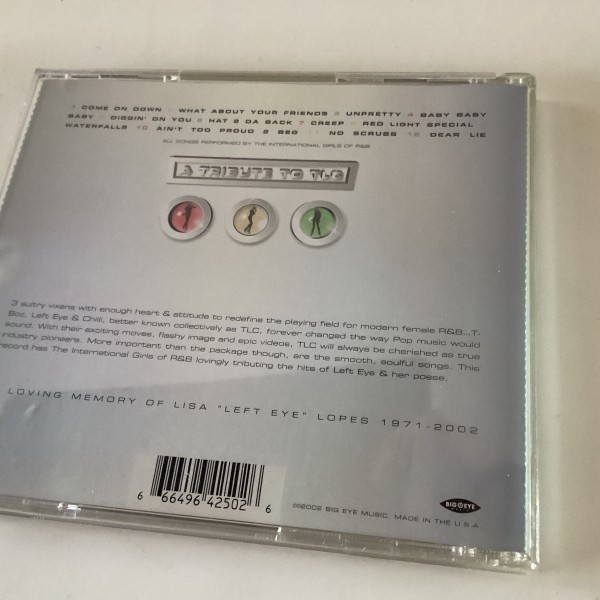 1 COME ON DOWN 2 WHAT ABOUT YOUR FRIENDS 3 UNPRETTY 4 BABY BABY
BABY 5 DIGGIN' ON YOU 6 HAT 2 DA BACK 7 CREEP 8 RED LIGHT SPECIAL
WATERFALLS 10 AIN'T TOO PROUD 2 BEG 11 NO SCRUBS 12 DEAR LIE
ALL SONGS PERFORMED BY THE INTERNATIONAL GIRLS OF R&B
A TRIBUTE TO TLC
3 sultry vixens with enough heart & attitude to redefine the playing field for modern female R&B...T-
Boz, Left Eye & Chilli, better known collectively as TLC, forever changed the way Pop music would
sound. With their exciting moves, flashy image and epic videos, TLC will always be cherished as true
industry pioneers. More important than the package though, are the smooth, soulful songs. This
record has The International Girls of R&B lovingly tributing the hits of Left Eye & her posse.
LOVING MEMORY OF LISA "LEFT EYE" LOPES 1971-2002
6 66496 42502 6
℗©2002 BIG EYE MUSIC. MADE IN THE U.S.A
BIG EYE